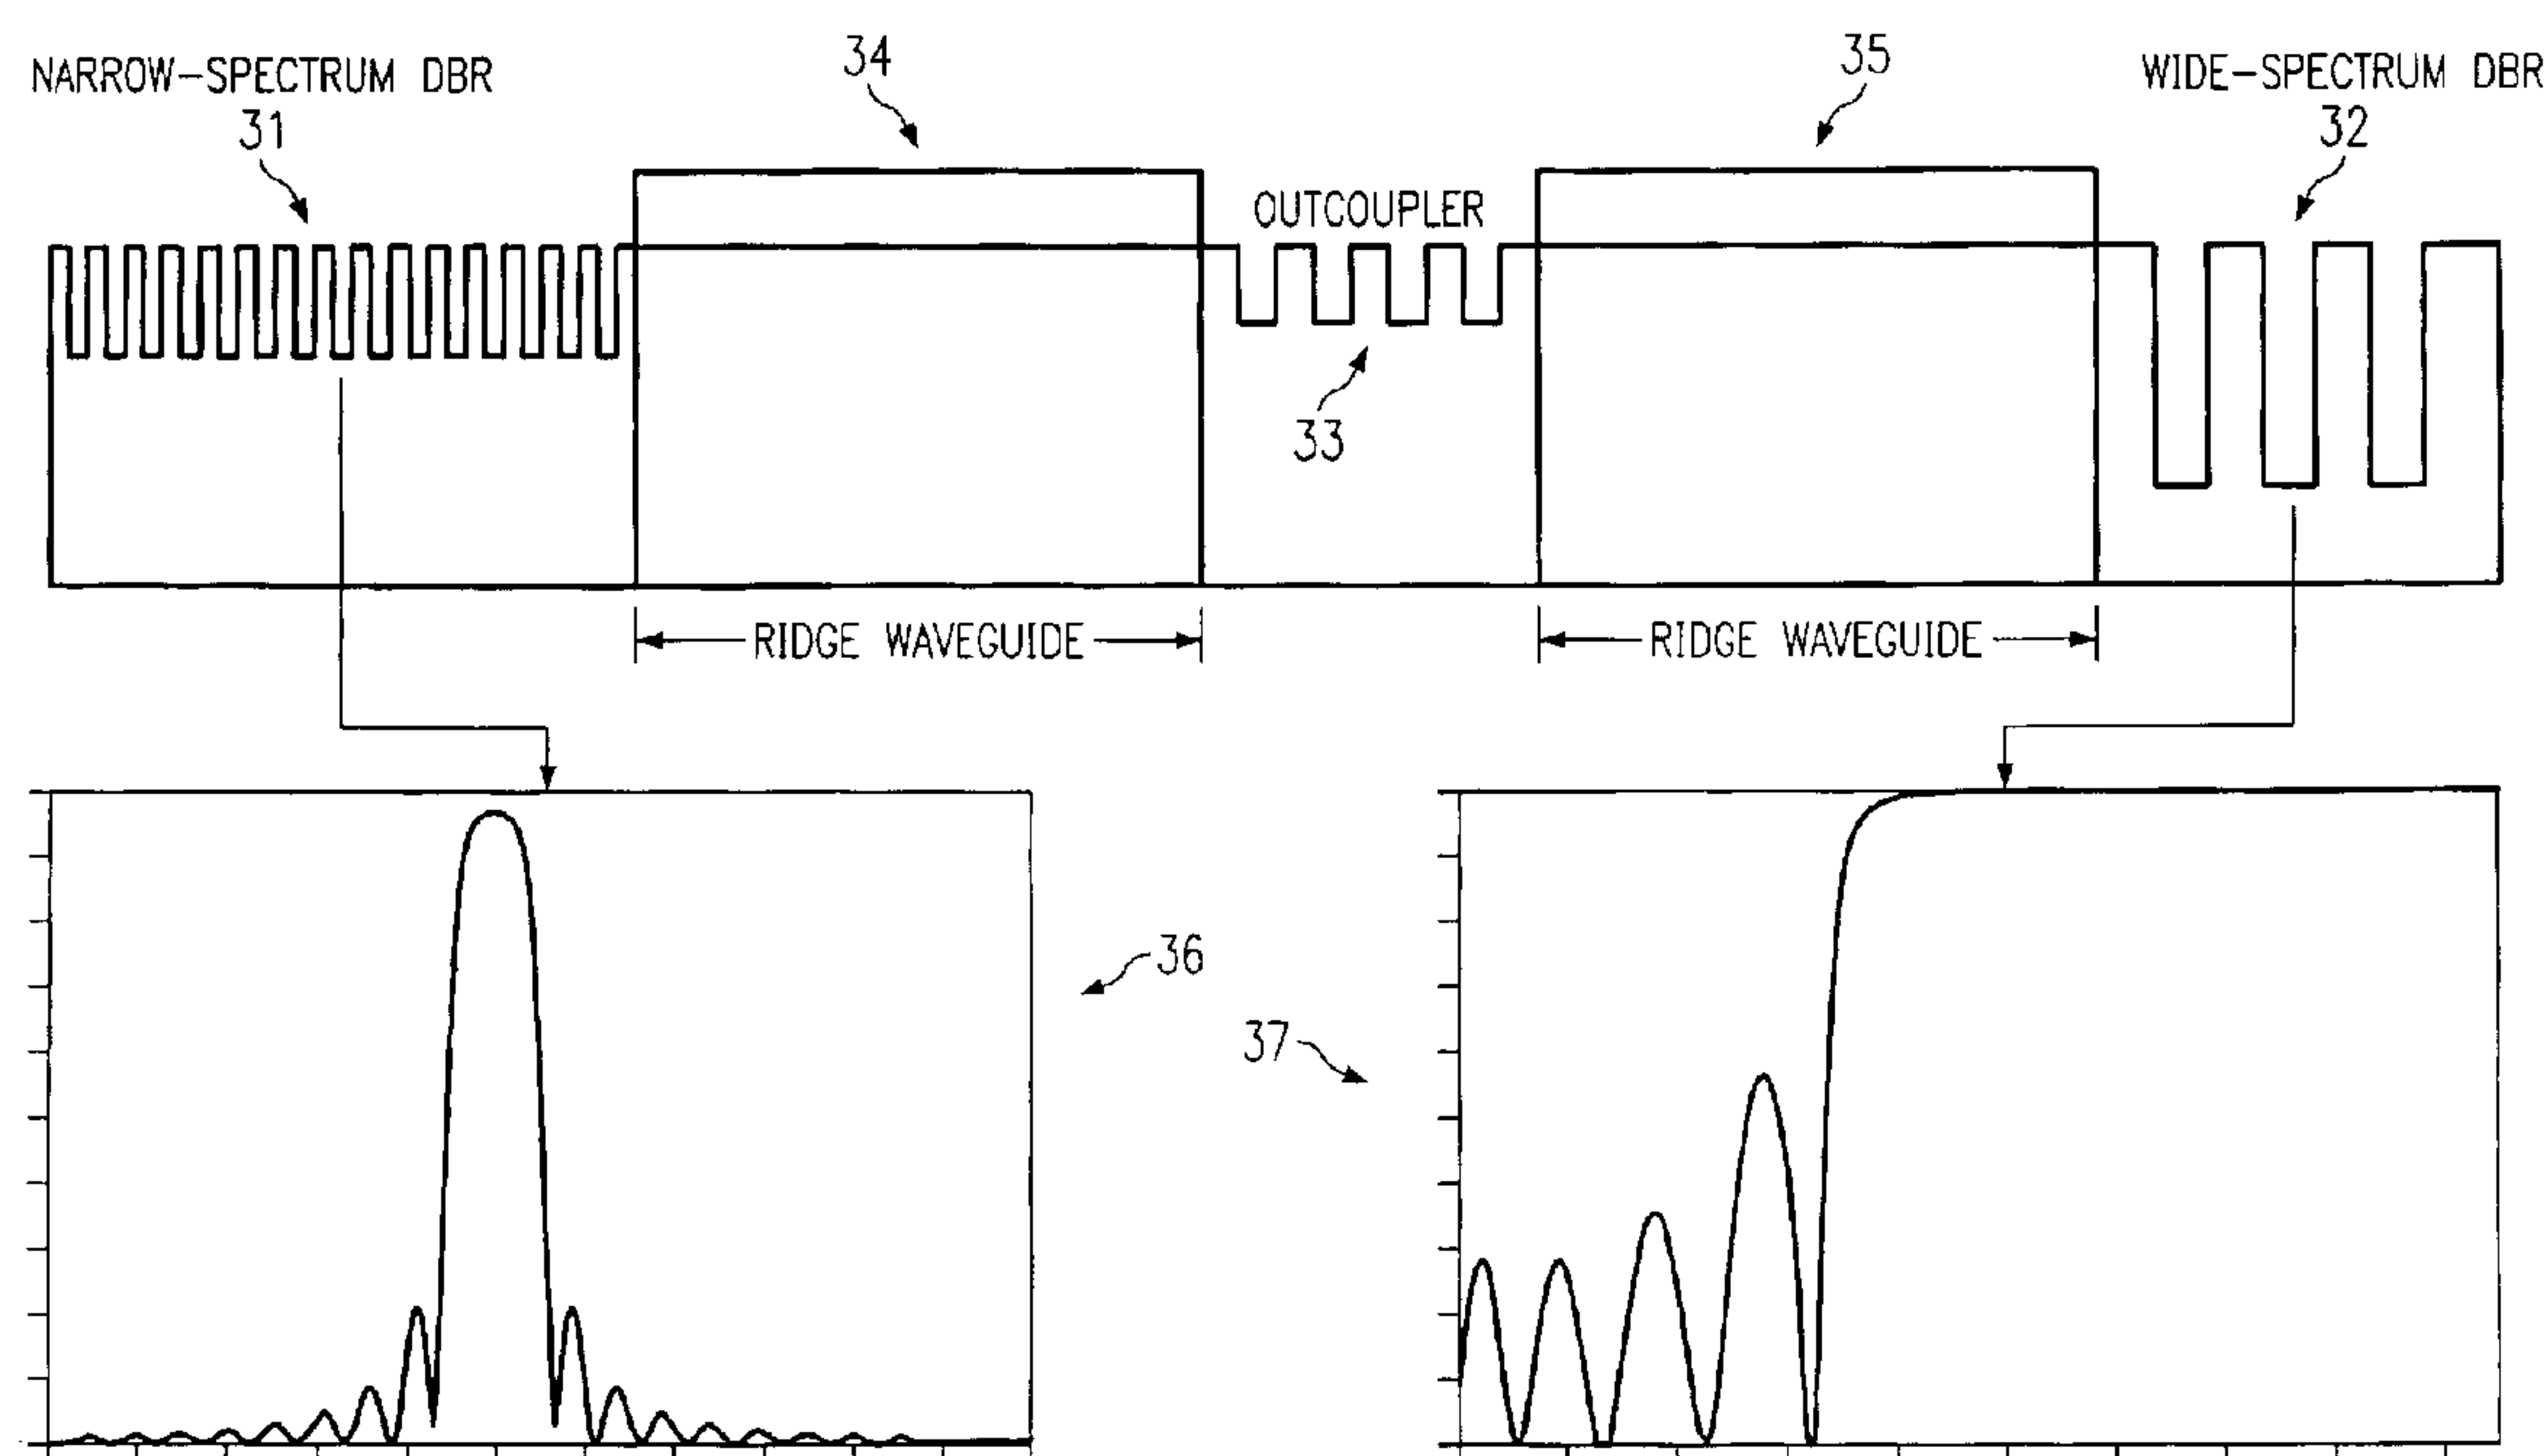 NARROW-SPECTRUM DBR
31
34
35
WIDE-SPECTRUM DBR
32
OUTCOUPLER
33
RIDGE WAVEGUIDE
RIDGE WAVEGUIDE
36
37